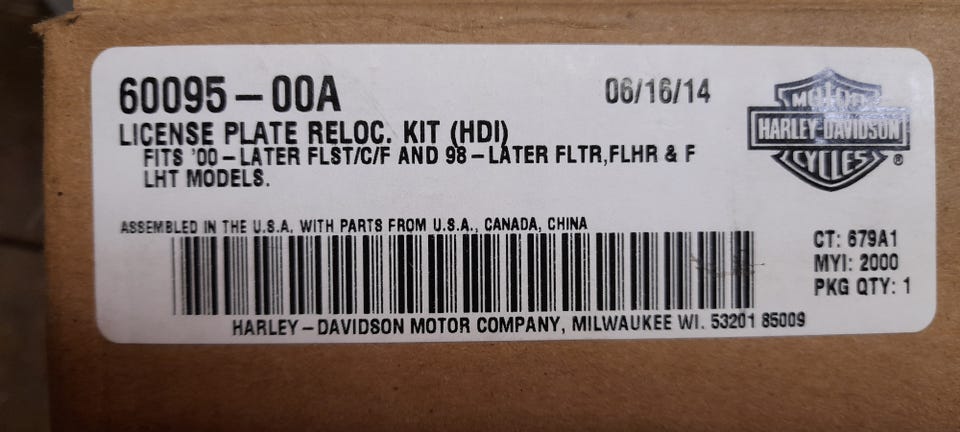 60095-00A
06/16/14
LICENSE PLATE RELOC. KIT (HDI)
FITS '00-LATER FLST/C/F AND 98-LATER FLTR,FLHR & F
LHT MODELS.
MOTOR
HARLEY-DAVIDSON
CYCLES
®
ASSEMBLED IN THE U.S.A. WITH PARTS FROM U.S.A., CANADA, CHINA
CT: 679A1
MYI: 2000
PKG QTY: 1
HARLEY-DAVIDSON MOTOR COMPANY, MILWAUKEE WI. 53201 85009